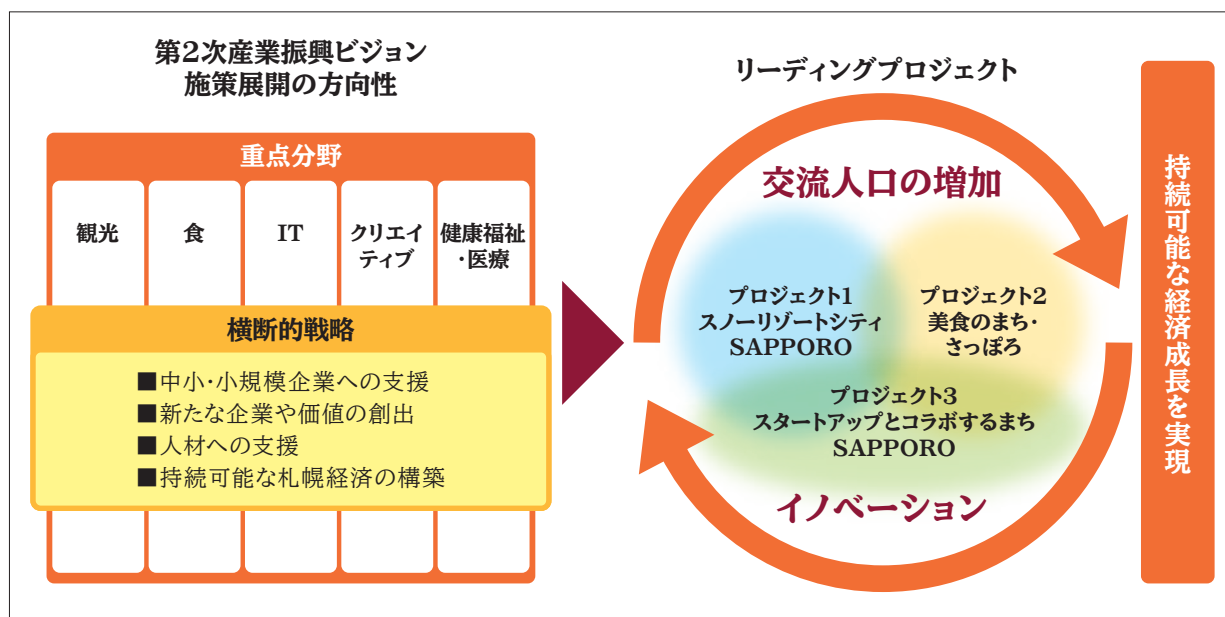 第2次産業振興ビジョン
施策展開の方向性
重点分野
観光
食
IT
クリエイ
ティブ
健康福祉
・医療
横断的戦略
■中小・小規模企業への支援
■新たな企業や価値の創出
■人材への支援
■持続可能な札幌経済の構築
リーディングプロジェクト
交流人口の増加
プロジェクト1
スノーリゾートシティ
SAPPORO
プロジェクト2
美食のまち・
さっぽろ
プロジェクト3
スタートアップとコラボするまち
SAPPORO
イノベーション
持続可能な経済成長を実現